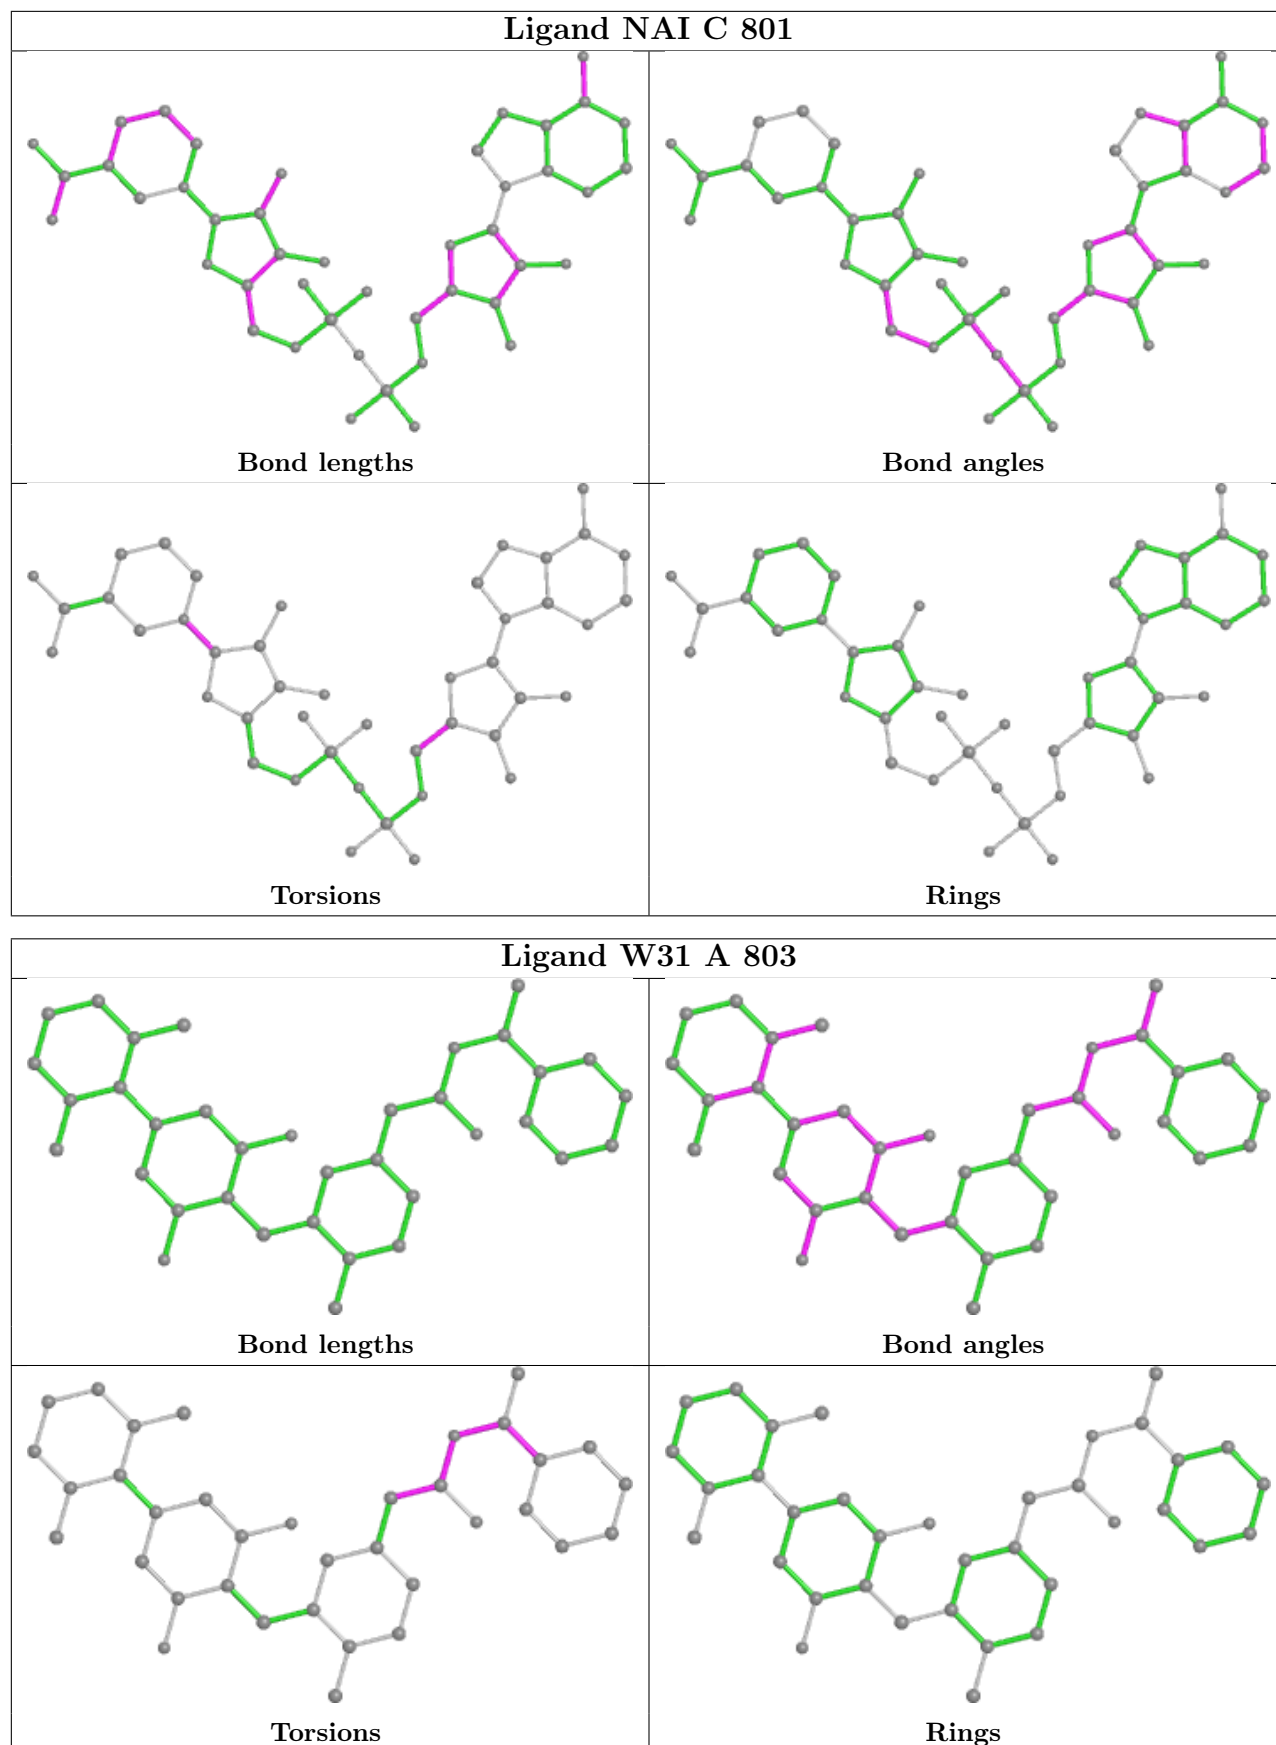 Ligand NAI C 801
Bond lengths
Bond angles
Torsions
Rings
Ligand W31 A 803
Bond lengths
Bond angles
Torsions
Rings